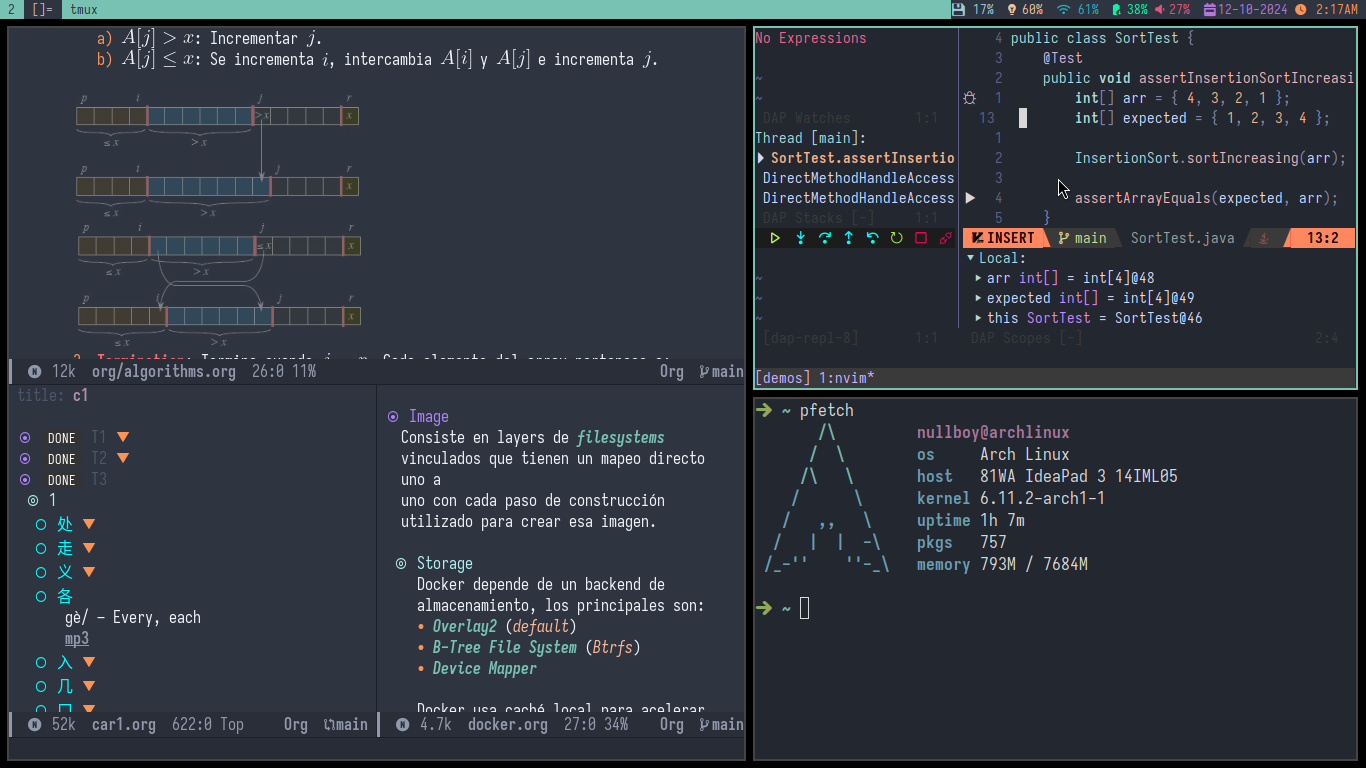 2 []= tmux 17% 60% 61% 38% 27% 12-10-2024 2:17AM
a) A[j] > x: Incrementar j.
b) A[j] ≤ x: Se incrementa i, intercambia A[i] y A[j] e incrementa j.
p i j r
> x x
≤ x > x
p i j r
x
≤ x > x
p i j r
≤ x x
≤ x > x
p i j r
x
≤ x > x
N 12k org/algorithms.org 26:0 11% Org main
title: c1
DONE T1
DONE T2
DONE T3
1
处
走
义
各
gè/ – Every, each
mp3
入
几
N 52k car1.org 622:0 Top Org main
Image
Consiste en layers de filesystems
vinculados que tienen un mapeo directo
uno a
uno con cada paso de construcción
utilizado para crear esa imagen.
Storage
Docker depende de un backend de
almacenamiento, los principales son:
• Overlay2 (default)
• B-Tree File System (Btrfs)
• Device Mapper
Docker usa caché local para acelerar
N 4.7k docker.org 27:0 34% Org main
No Expressions
~
~
DAP Watches 1:1
Thread [main]:
SortTest.assertInsertio
DirectMethodHandleAccess
DirectMethodHandleAccess
DAP Stacks [-] 1:1
~
~
~
[dap-repl-8] 1:1
4 public class SortTest {
3 @Test
2 public void assertInsertionSortIncreasi
1 int[] arr = { 4, 3, 2, 1 };
13 int[] expected = { 1, 2, 3, 4 };
1
2 InsertionSort.sortIncreasing(arr);
3
4 assertArrayEquals(expected, arr);
5 }
INSERT main SortTest.java 13:2
Local:
arr int[] = int[4]@48
expected int[] = int[4]@49
this SortTest = SortTest@46
DAP Scopes [-] 2:4
[demos] 1:nvim*
➜ ~ pfetch
nullboy@archlinux
os Arch Linux
host 81WA IdeaPad 3 14IML05
kernel 6.11.2-arch1-1
uptime 1h 7m
pkgs 757
memory 793M / 7684M
➜ ~